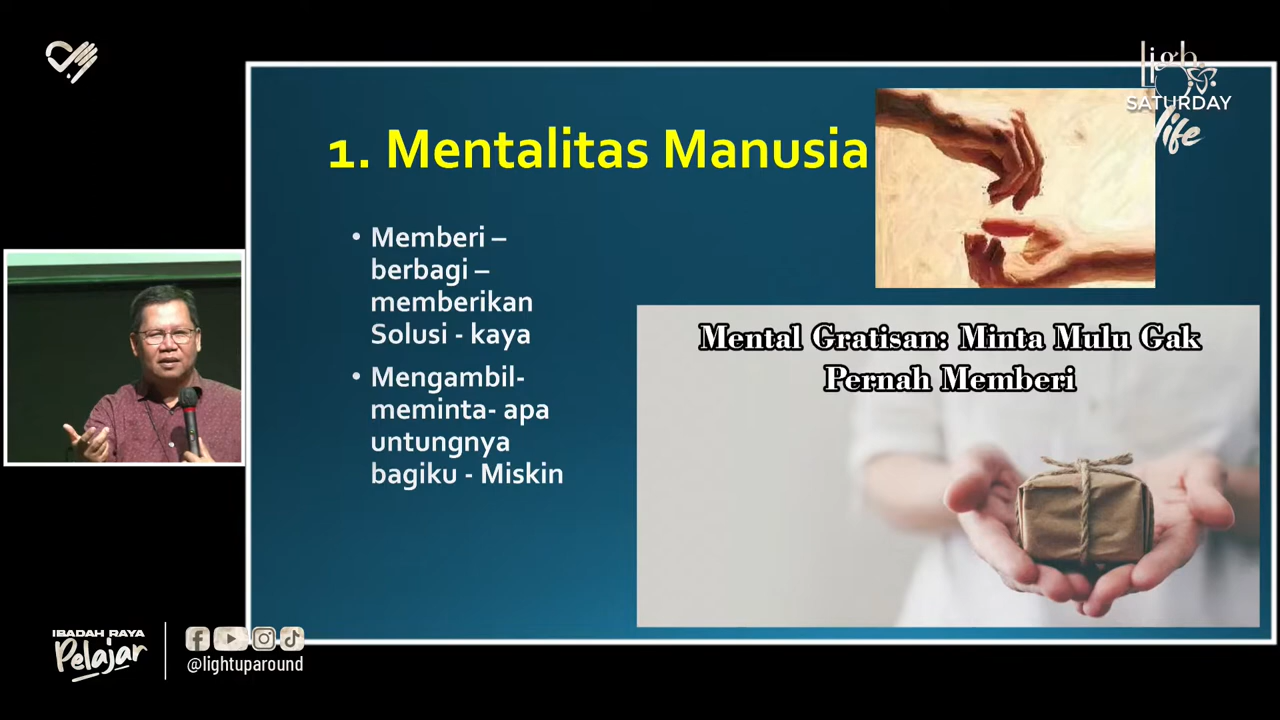 SATURDAY
life
1. Mentalitas Manusia
• Memberi –
berbagi –
memberikan
Solusi - kaya
• Mengambil-
meminta- apa
untungnya
bagiku - Miskin
Mental Gratisan: Minta Mulu Gak
Pernah Memberi
IBADAH RAYA
Pelajar
@lightuparound